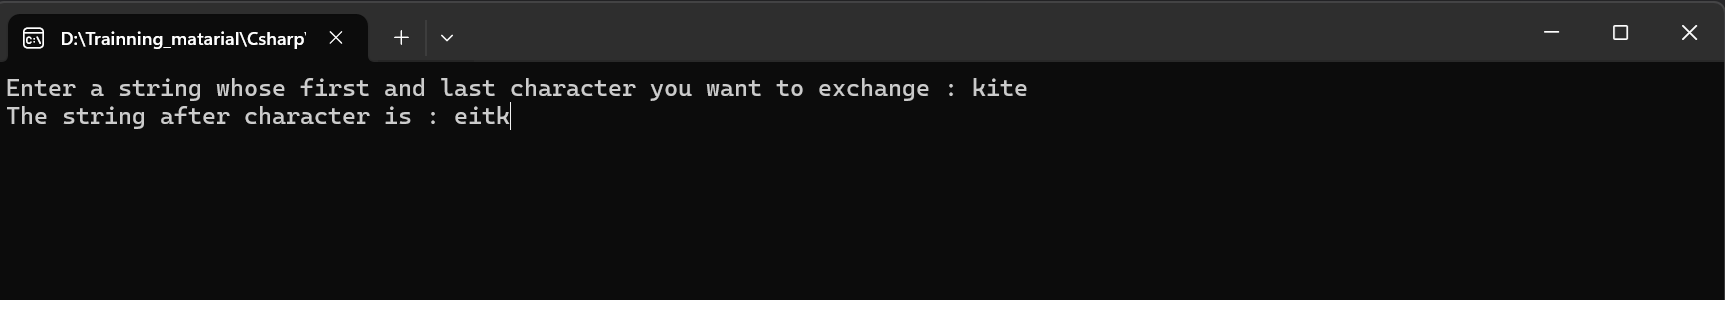 D:\Trainning_matarial\Csharp\
Enter a string whose first and last character you want to exchange : kite
The string after character is : eitk